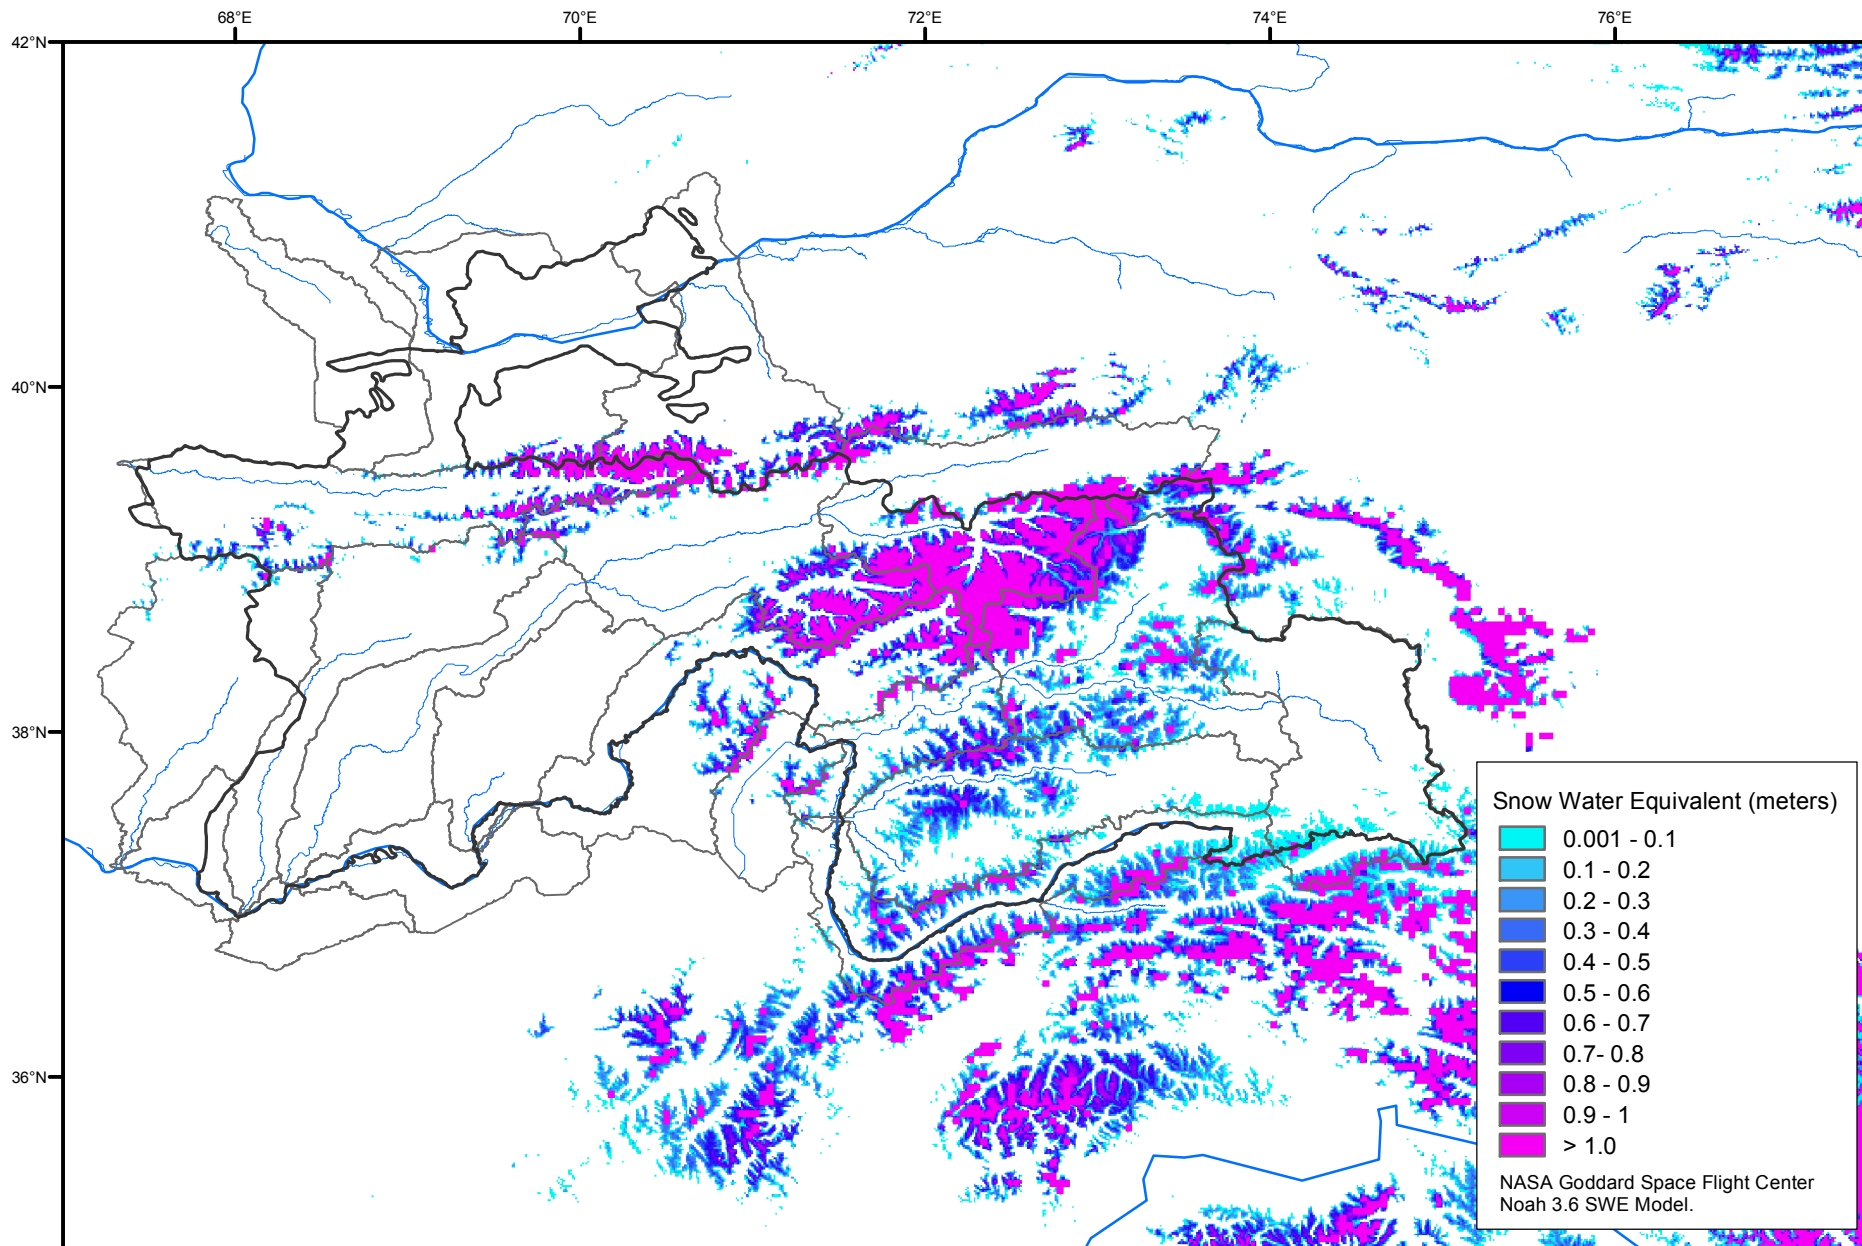 68°E 70°E 72°E 74°E 76°E
42°N
40°N
38°N
36°N
Snow Water Equivalent (meters)
0.001 - 0.1
0.1 - 0.2
0.2 - 0.3
0.3 - 0.4
0.4 - 0.5
0.5 - 0.6
0.6 - 0.7
0.7- 0.8
0.8 - 0.9
0.9 - 1
> 1.0
NASA Goddard Space Flight Center
Noah 3.6 SWE Model.